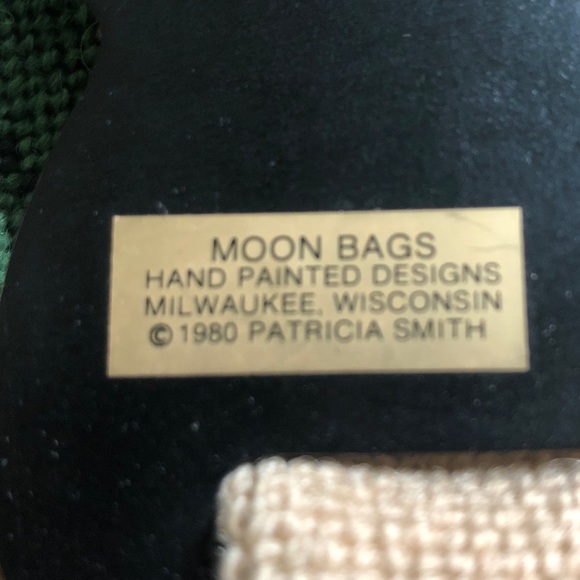 MOON BAGS
HAND PAINTED DESIGNS
MILWAUKEE, WISCONSIN
© 1980 PATRICIA SMITH